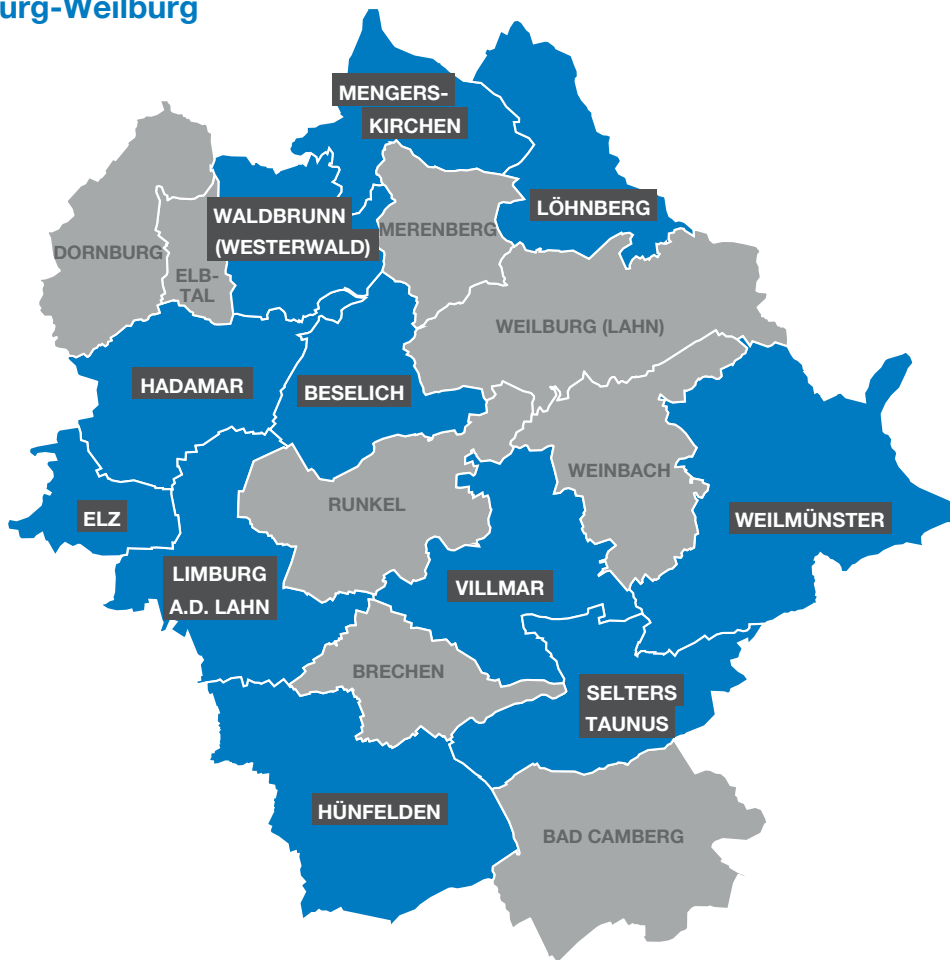 urg-Weilburg
MENGERS-
KIRCHEN
LÖHNBERG
WALDBRUNN
(WESTERWALD)
MERENBERG
DORNBURG
ELB-
TAL
WEILBURG (LAHN)
HADAMAR
BESELICH
WEINBACH
RUNKEL
ELZ
WEILMÜNSTER
LIMBURG
A.D. LAHN
VILLMAR
BRECHEN
SELTERS
TAUNUS
HÜNFELDEN
BAD CAMBERG